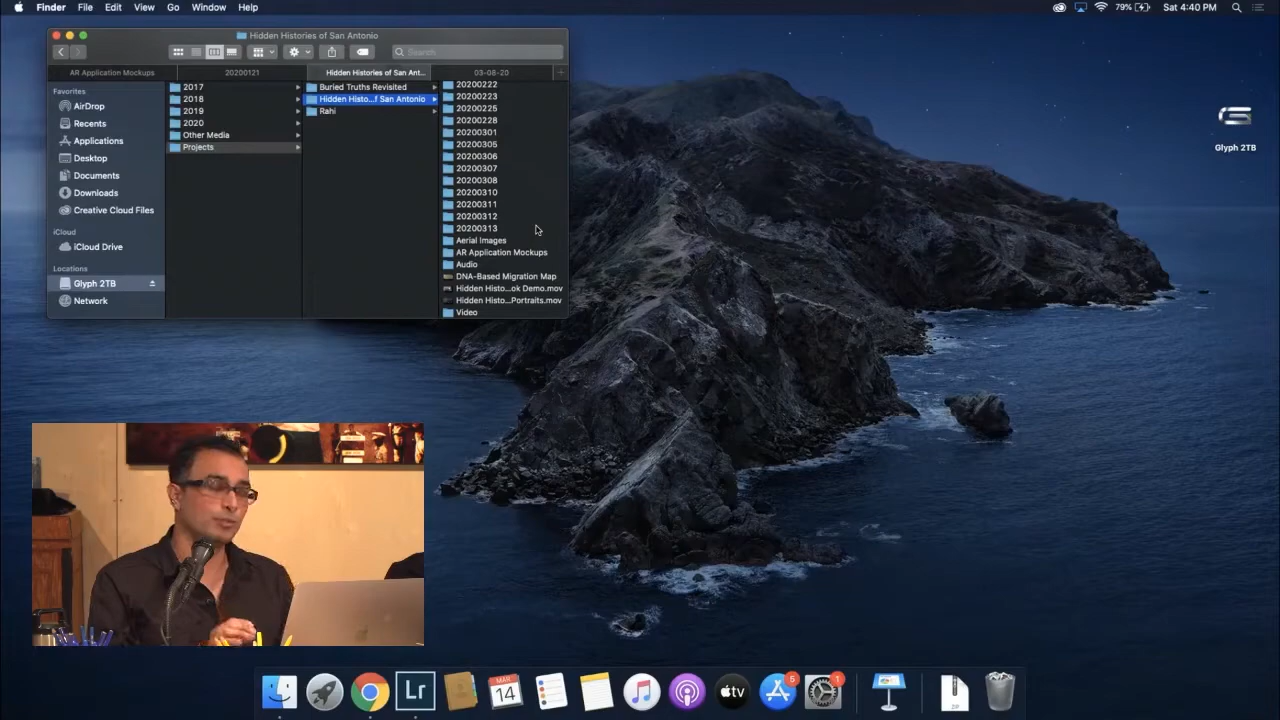 Finder File Edit View Go Window Help 79% Sat 4:40 PM
Hidden Histories of San Antonio
Search
AR Application Mockups 20200121 Hidden Histories of San Ant... 03-08-20
Favorites
AirDrop
Recents
Applications
Desktop
Documents
Downloads
Creative Cloud Files
iCloud
iCloud Drive
Locations
Glyph 2TB
Network
2017
2018
2019
2020
Other Media
Projects
Buried Truths Revisited
Hidden Histo...f San Antonio
Rahi
20200222
20200223
20200225
20200228
20200301
20200305
20200306
20200307
20200308
20200310
20200311
20200312
20200313
Aerial Images
AR Application Mockups
Audio
DNA-Based Migration Map
Hidden Histo...ok Demo.mov
Hidden Histo...Portraits.mov
Video
Glyph 2TB
Lr
MAR
14
tv
5
1